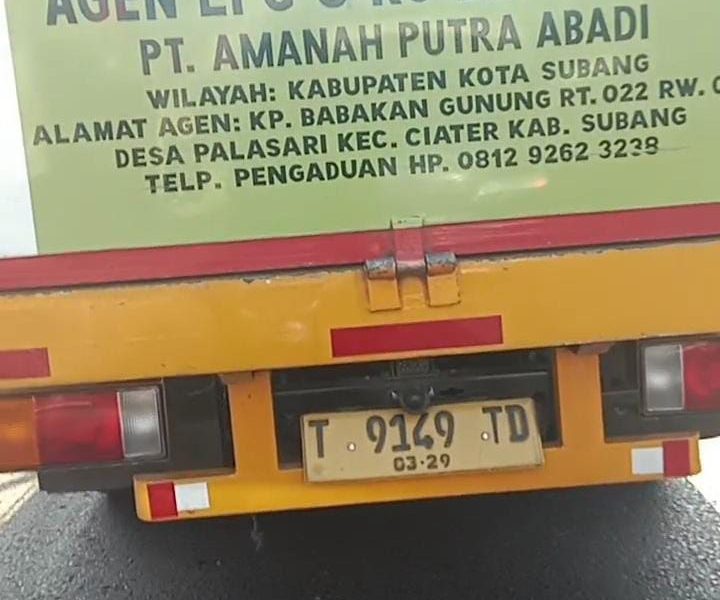 AGEN
PT. AMANAH PUTRA ABADI
WILAYAH: KABUPATEN KOTA SUBANG
ALAMAT AGEN: KP. BABAKAN GUNUNG RT. 022 RW.
DESA PALASARI KEC. CIATER KAB. SUBANG
TELP. PENGADUAN HP. 0812 9262 3238
T 9149 TD
03·29